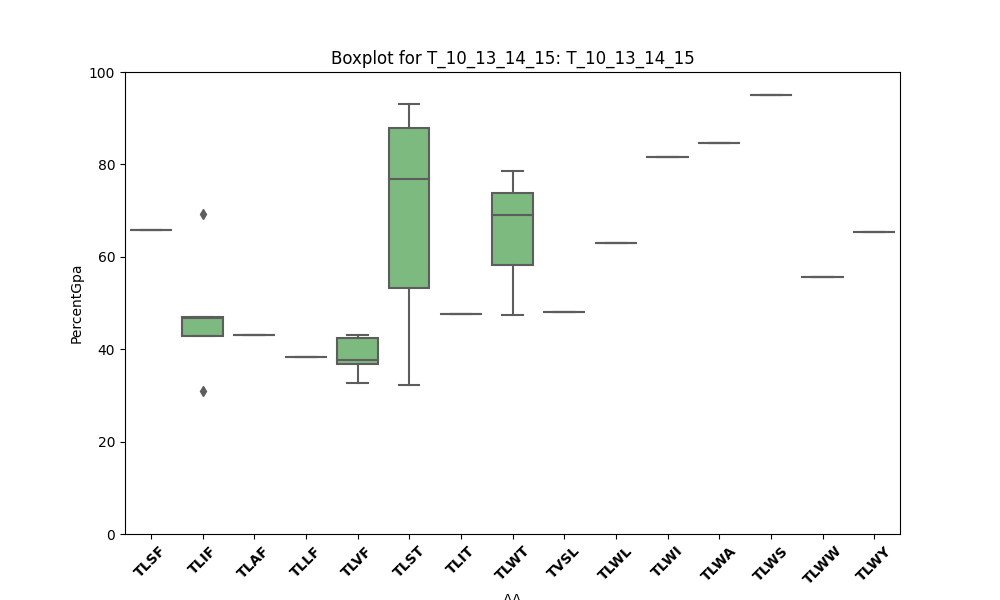 Boxplot for T_10_13_14_15: T_10_13_14_15
100
80
60
40
20
0
PercentGpa
TLSF TLIF TLAF TLLF TLVF TLST TLIT TLWT TVSL TLWL TLWI TLWA TLWS TLWW TLWY
AA